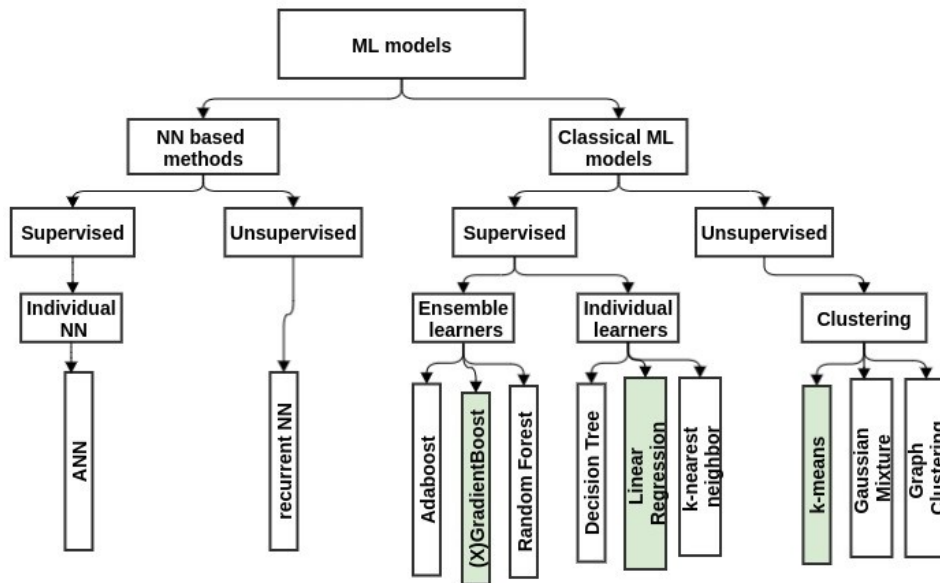 ML models
NN based
methods
Classical ML
models
Supervised
Unsupervised
Supervised
Unsupervised
Individual
NN
Ensemble
learners
Individual
learners
Clustering
ANN
recurrent NN
Adaboost
(X)GradientBoost
Random Forest
Decision Tree
Linear
Regression
k-nearest
neighbor
k-means
Gaussian
Mixture
Graph
Clustering